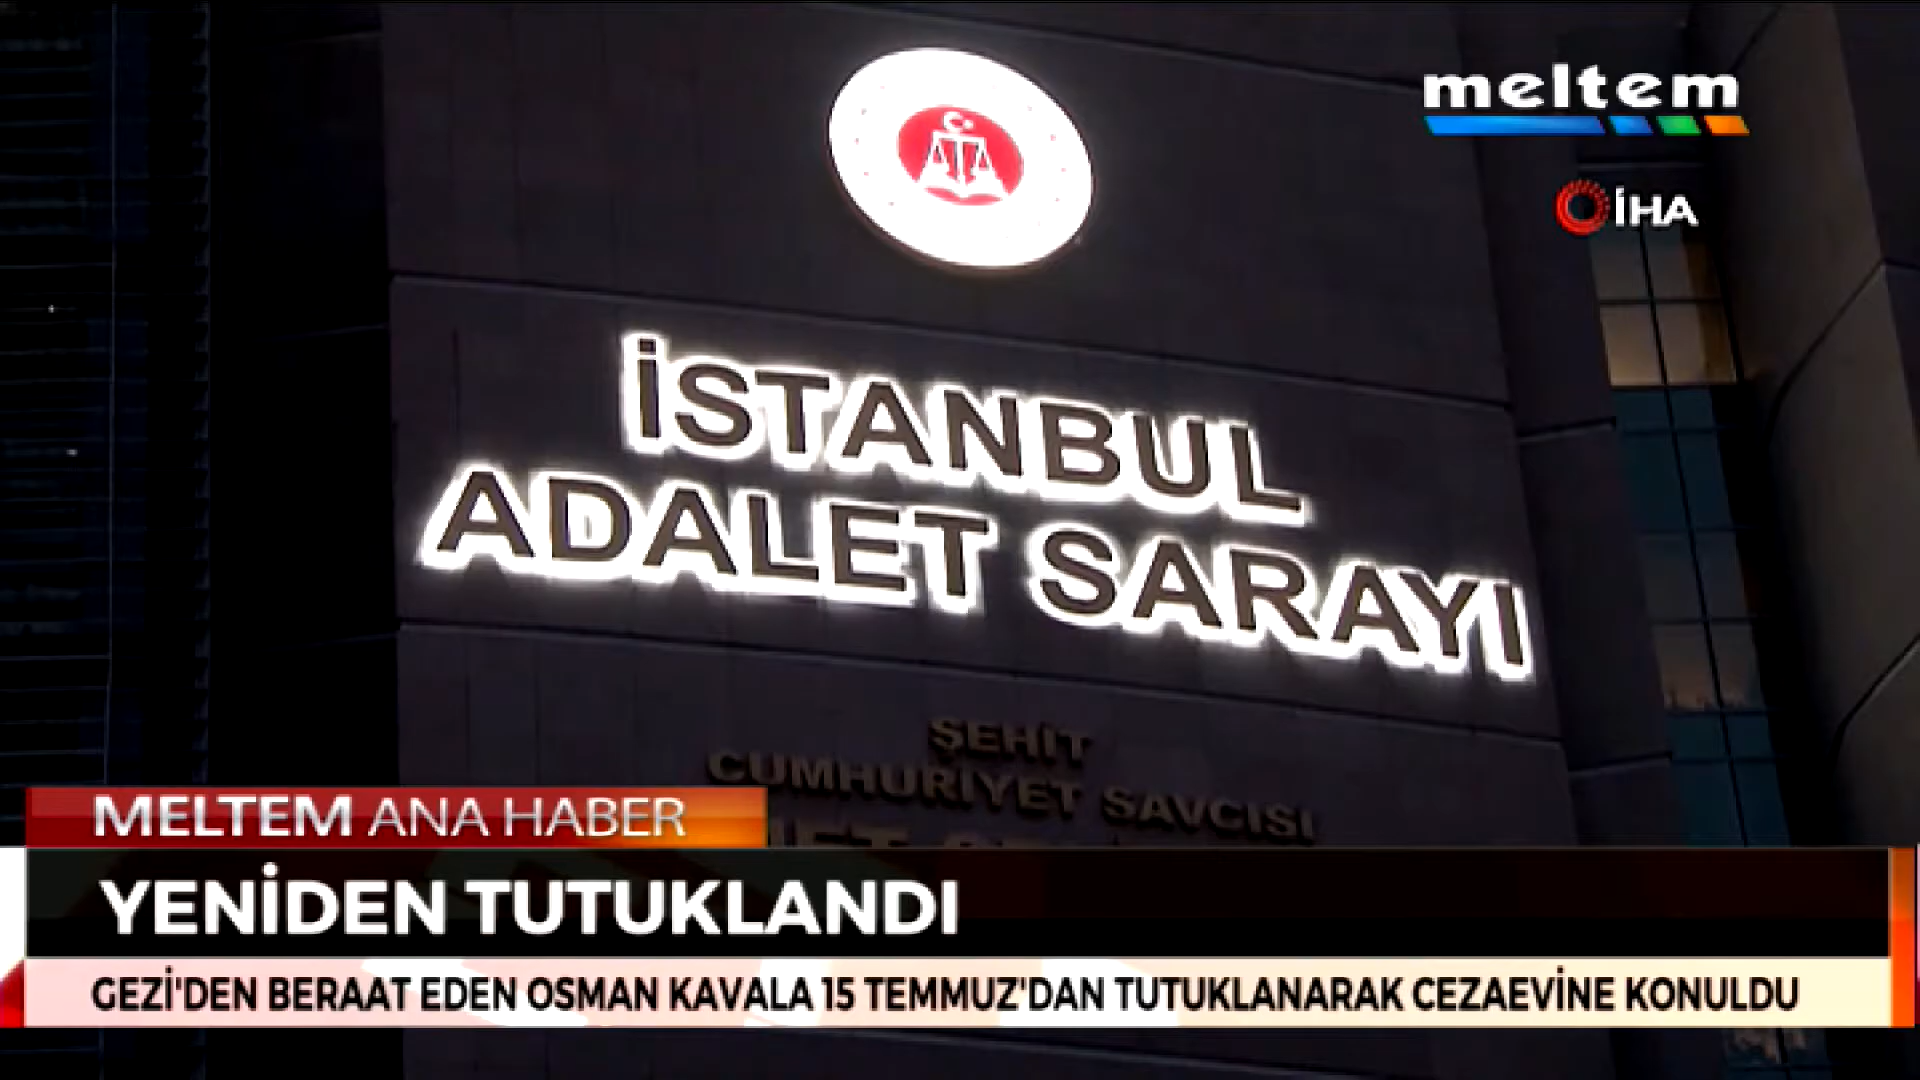 meltem
İHA
İSTANBUL
ADALET SARAYI
ŞEHİT
CUMHURİYET SAVCISI
MELTEM ANA HABER
YENİDEN TUTUKLANDI
GEZİ'DEN BERAAT EDEN OSMAN KAVALA 15 TEMMUZ'DAN TUTUKLANARAK CEZAEVİNE KONULDU